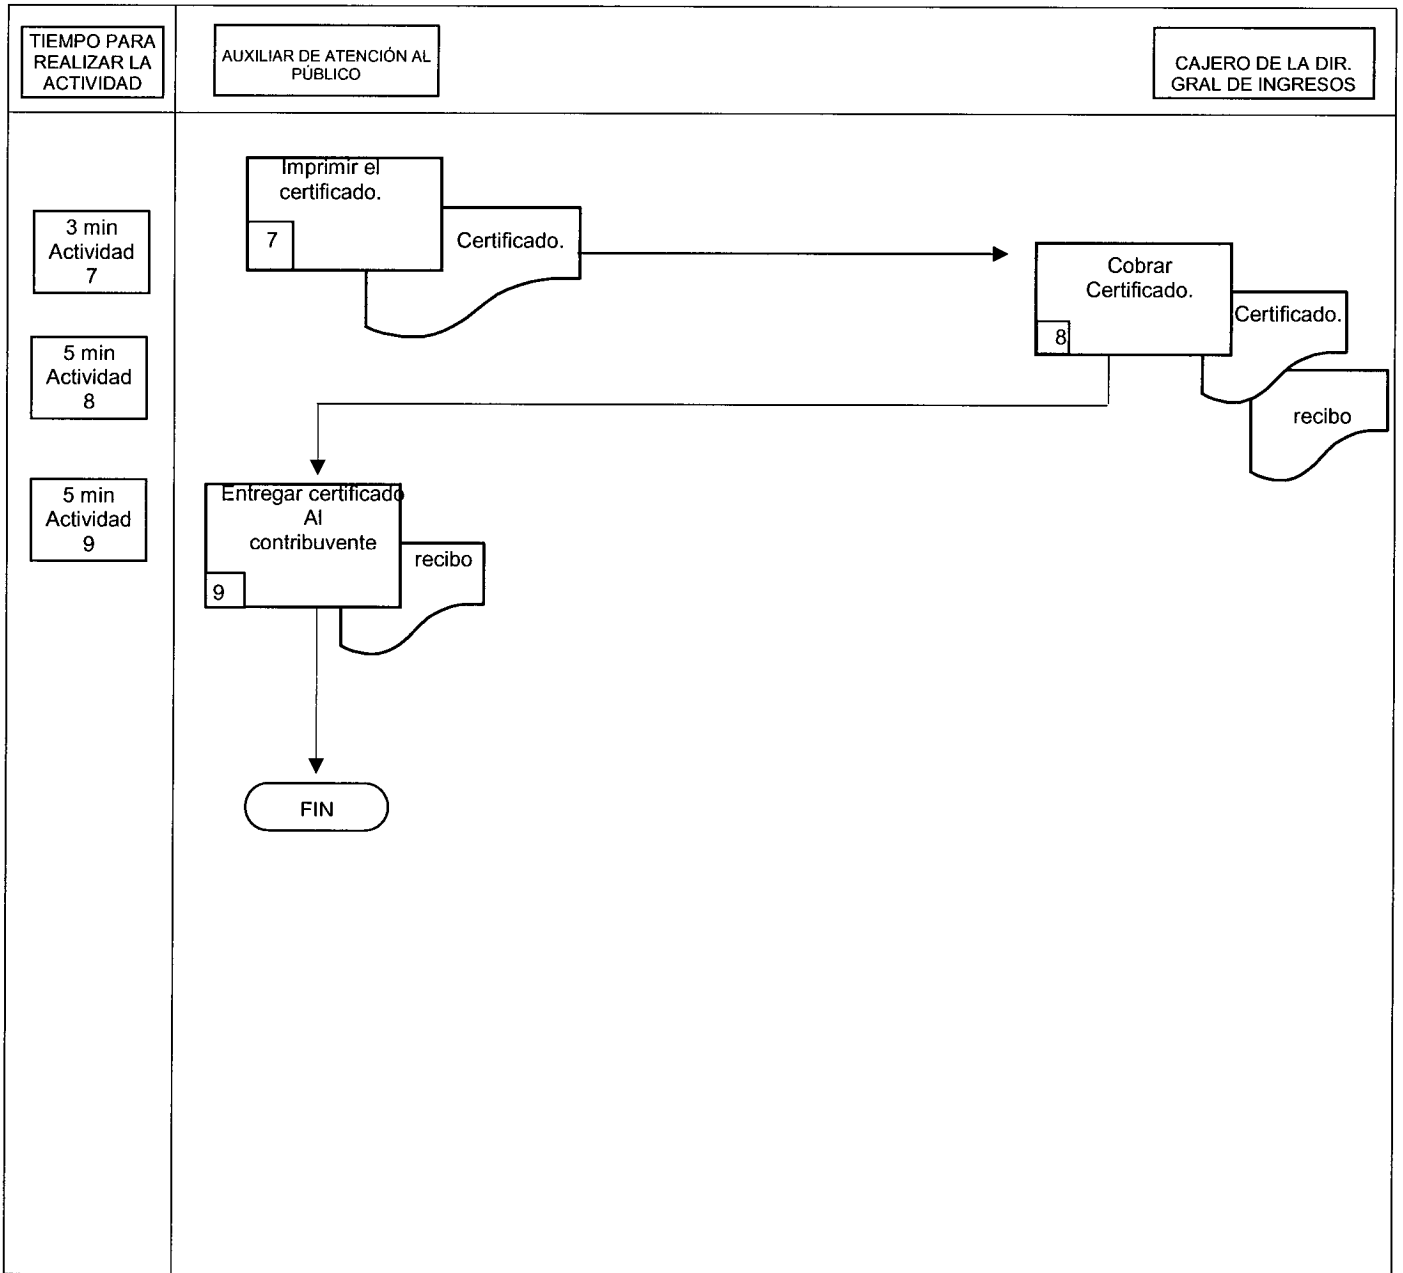 TIEMPO PARA
REALIZAR LA
ACTIVIDAD
AUXILIAR DE ATENCIÓN AL
PÚBLICO
CAJERO DE LA DIR.
GRAL DE INGRESOS
3 min
Actividad
7
5 min
Actividad
8
5 min
Actividad
9
Imprimir el
certificado.
7
Certificado.
Cobrar
Certificado.
8
Certificado.
recibo
Entregar certificado
Al
contribuvente
9
recibo
FIN